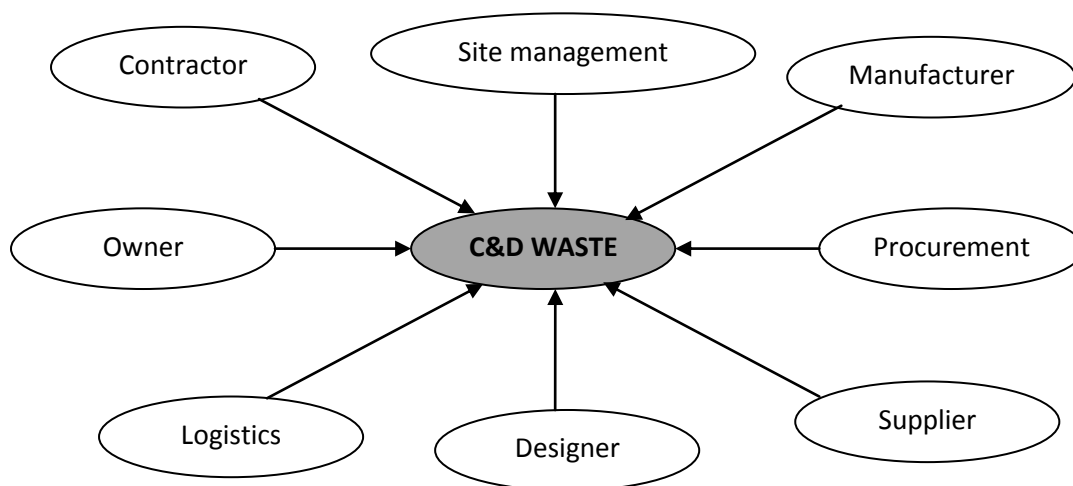 Contractor
Site management
Manufacturer
Owner
C&D WASTE
Procurement
Logistics
Designer
Supplier